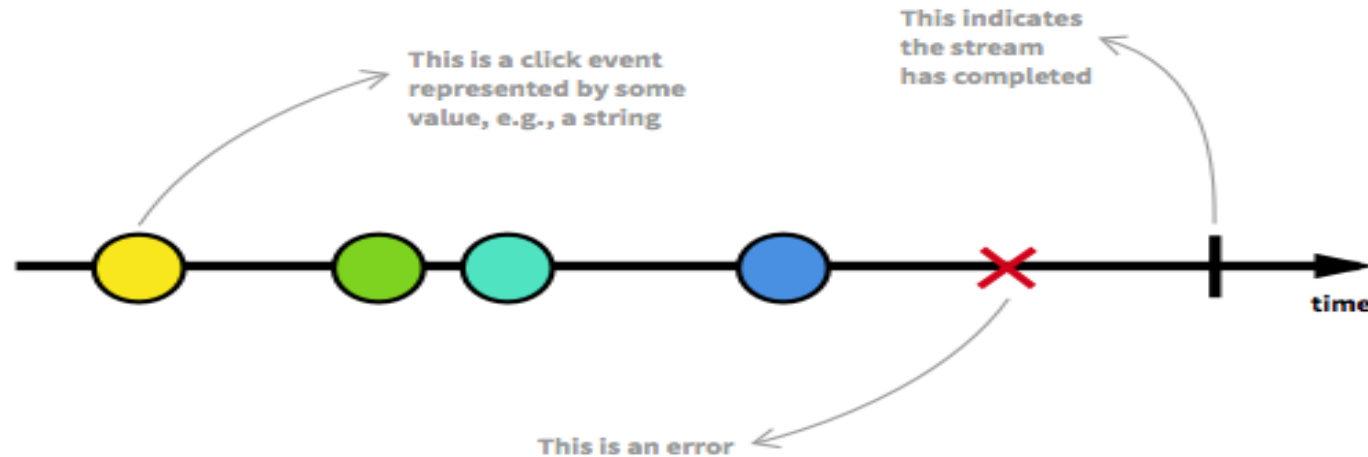 This is a click event
represented by some
value, e.g., a string
This indicates
the stream
has completed
time
This is an error